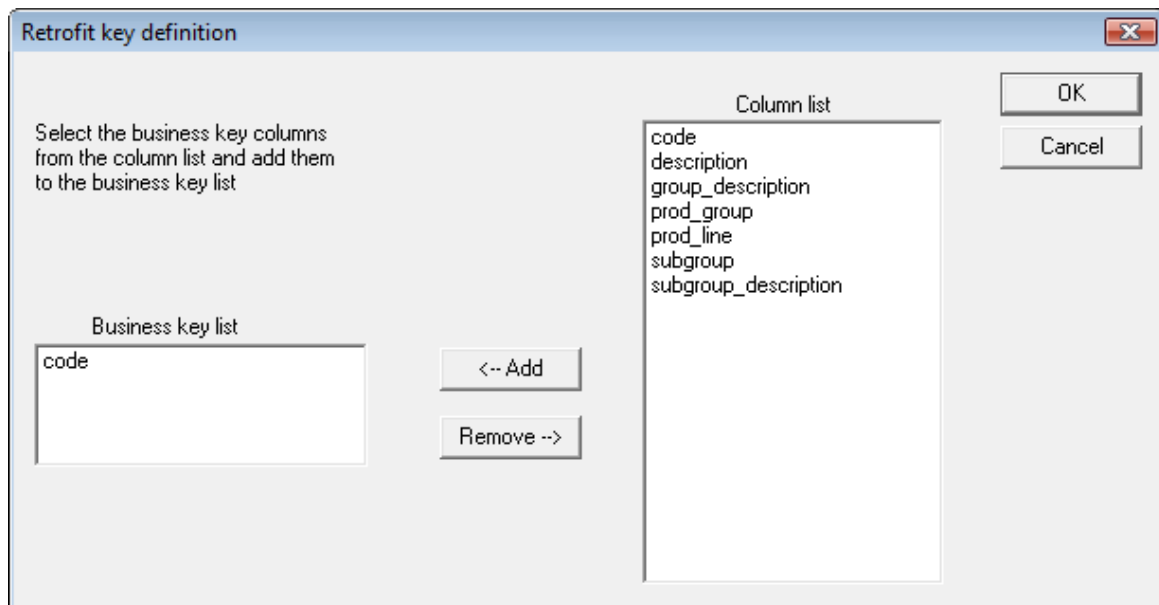 Retrofit key definition
Select the business key columns
from the column list and add them
to the business key list
Business key list
code
<-- Add
Remove -->
Column list
code
description
group_description
prod_group
prod_line
subgroup
subgroup_description
OK
Cancel